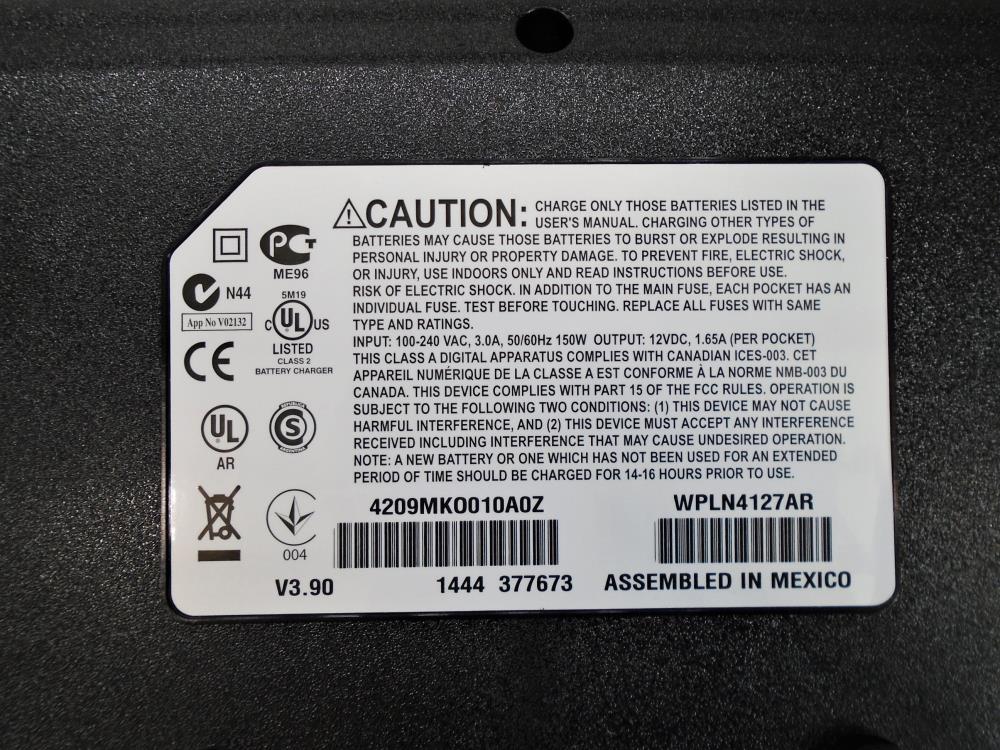 CAUTION: CHARGE ONLY THOSE BATTERIES LISTED IN THE
USER'S MANUAL. CHARGING OTHER TYPES OF
BATTERIES MAY CAUSE THOSE BATTERIES TO BURST OR EXPLODE RESULTING IN
PERSONAL INJURY OR PROPERTY DAMAGE. TO PREVENT FIRE, ELECTRIC SHOCK,
OR INJURY, USE INDOORS ONLY AND READ INSTRUCTIONS BEFORE USE.
RISK OF ELECTRIC SHOCK. IN ADDITION TO THE MAIN FUSE, EACH POCKET HAS AN
INDIVIDUAL FUSE. TEST BEFORE TOUCHING. REPLACE ALL FUSES WITH SAME
TYPE AND RATINGS.
INPUT: 100-240 VAC, 3.0A, 50/60Hz 150W OUTPUT: 12VDC, 1.65A (PER POCKET)
THIS CLASS A DIGITAL APPARATUS COMPLIES WITH CANADIAN ICES-003. CET
APPAREIL NUMÉRIQUE DE LA CLASSE A EST CONFORME À LA NORME NMB-003 DU
CANADA. THIS DEVICE COMPLIES WITH PART 15 OF THE FCC RULES. OPERATION IS
SUBJECT TO THE FOLLOWING TWO CONDITIONS: (1) THIS DEVICE MAY NOT CAUSE
HARMFUL INTERFERENCE, AND (2) THIS DEVICE MUST ACCEPT ANY INTERFERENCE
RECEIVED INCLUDING INTERFERENCE THAT MAY CAUSE UNDESIRED OPERATION.
NOTE: A NEW BATTERY OR ONE WHICH HAS NOT BEEN USED FOR AN EXTENDED
PERIOD OF TIME SHOULD BE CHARGED FOR 14-16 HOURS PRIOR TO USE.
PCT
ME96
N44
App No V02132
5M19
C UL US
LISTED
CLASS 2
BATTERY CHARGER
CE
UL
AR
REPUBLICA
S
ARGENTINA
004
4209MKO010A0Z
WPLN4127AR
V3.90
1444 377673
ASSEMBLED IN MEXICO